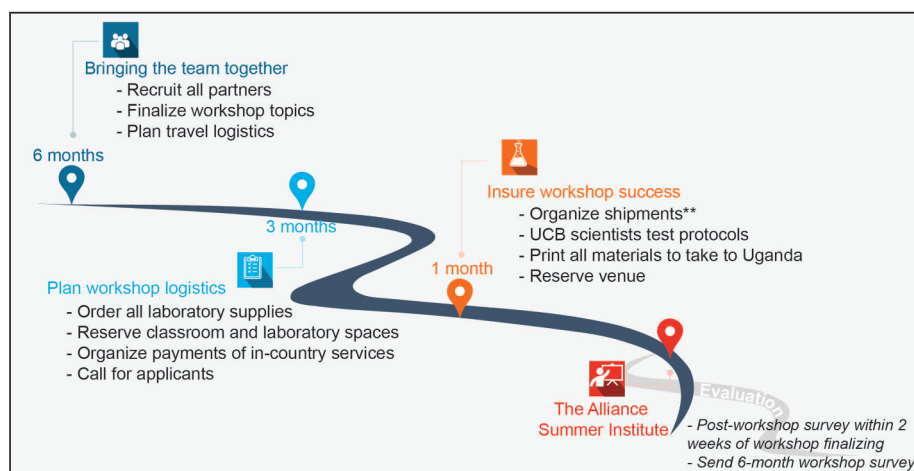 Bringing the team together
- Recruit all partners
- Finalize workshop topics
- Plan travel logistics
6 months
3 months
Plan workshop logistics
- Order all laboratory supplies
- Reserve classroom and laboratory spaces
- Organize payments of in-country services
- Call for applicants
Insure workshop success
- Organize shipments**
- UCB scientists test protocols
- Print all materials to take to Uganda
- Reserve venue
1 month
The Alliance
Summer Institute
Evaluation
- Post-workshop survey within 2
weeks of workshop finalizing
- Send 6-month workshop survey